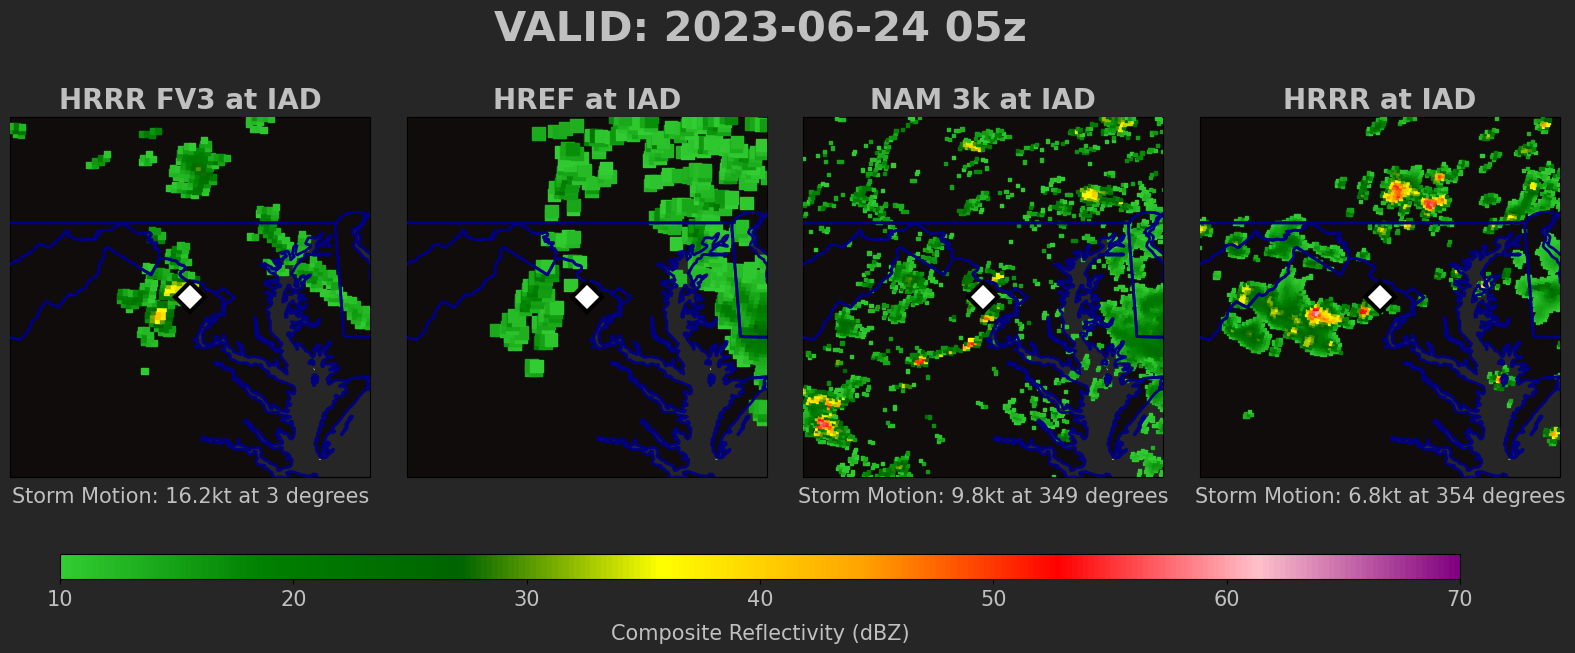 VALID: 2023-06-24 05z
HRRR FV3 at IAD
HREF at IAD
NAM 3k at IAD
HRRR at IAD
Storm Motion: 16.2kt at 3 degrees
Storm Motion: 9.8kt at 349 degrees
Storm Motion: 6.8kt at 354 degrees
10 20 30 40 50 60 70
Composite Reflectivity (dBZ)